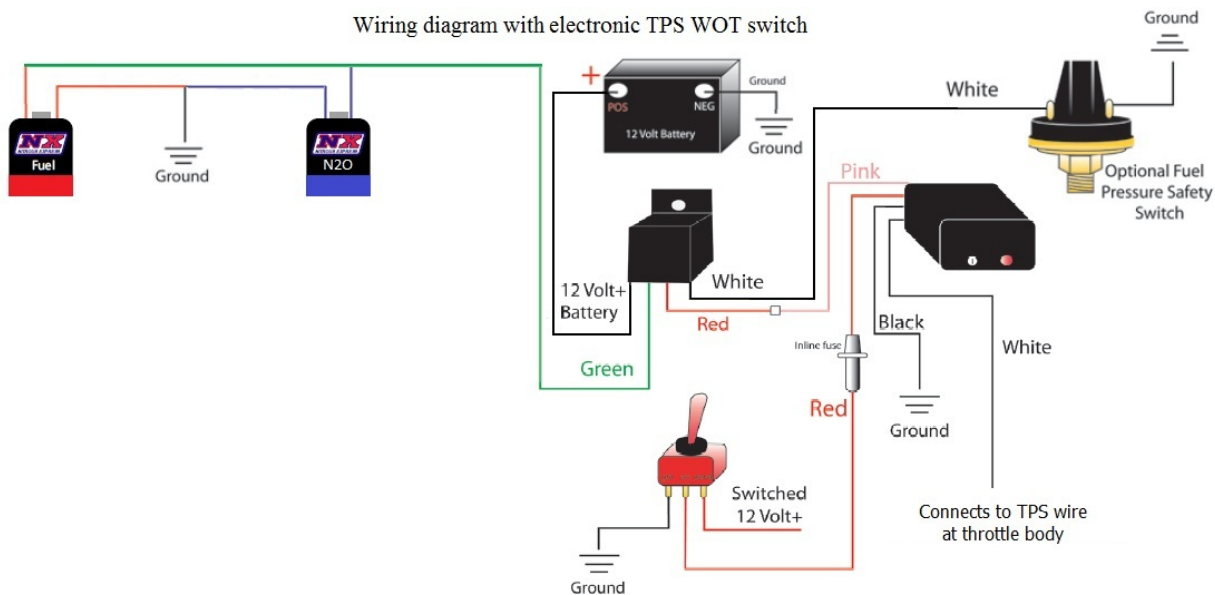 Wiring diagram with electronic TPS WOT switch
Ground
+
POS
NEG
Ground
12 Volt Battery
Ground
White
NX
Fuel
NX
N2O
Ground
Pink
Optional Fuel
Pressure Safety
Switch
12 Volt+
Battery
White
Red
Black
Inline fuse
White
Green
Red
Ground
Switched
12 Volt+
Connects to TPS wire
at throttle body
Ground